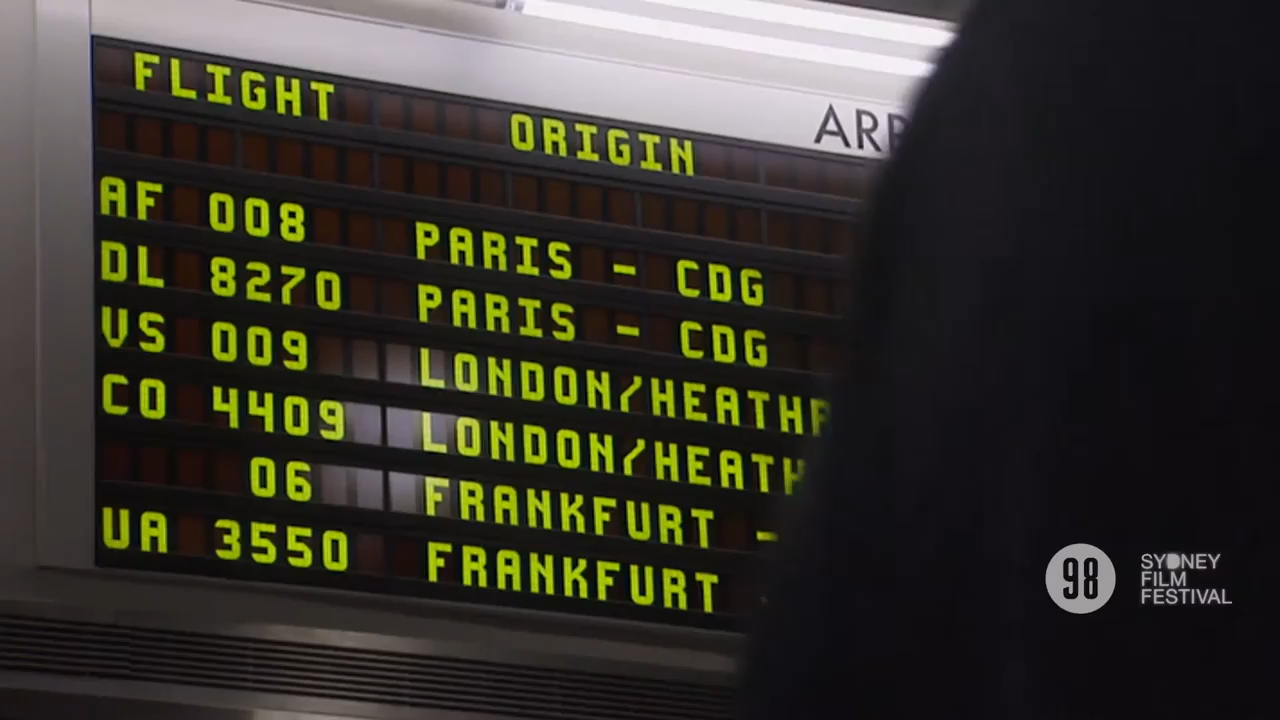 FLIGHT ORIGIN
AF 008 PARIS - CDG
DL 8270 PARIS - CDG
VS 009 LONDON/HEATHR
CO 4409 LONDON/HEATH
06 FRANKFURT -
UA 3550 FRANKFURT
98 SYDNEY
FILM
FESTIVAL